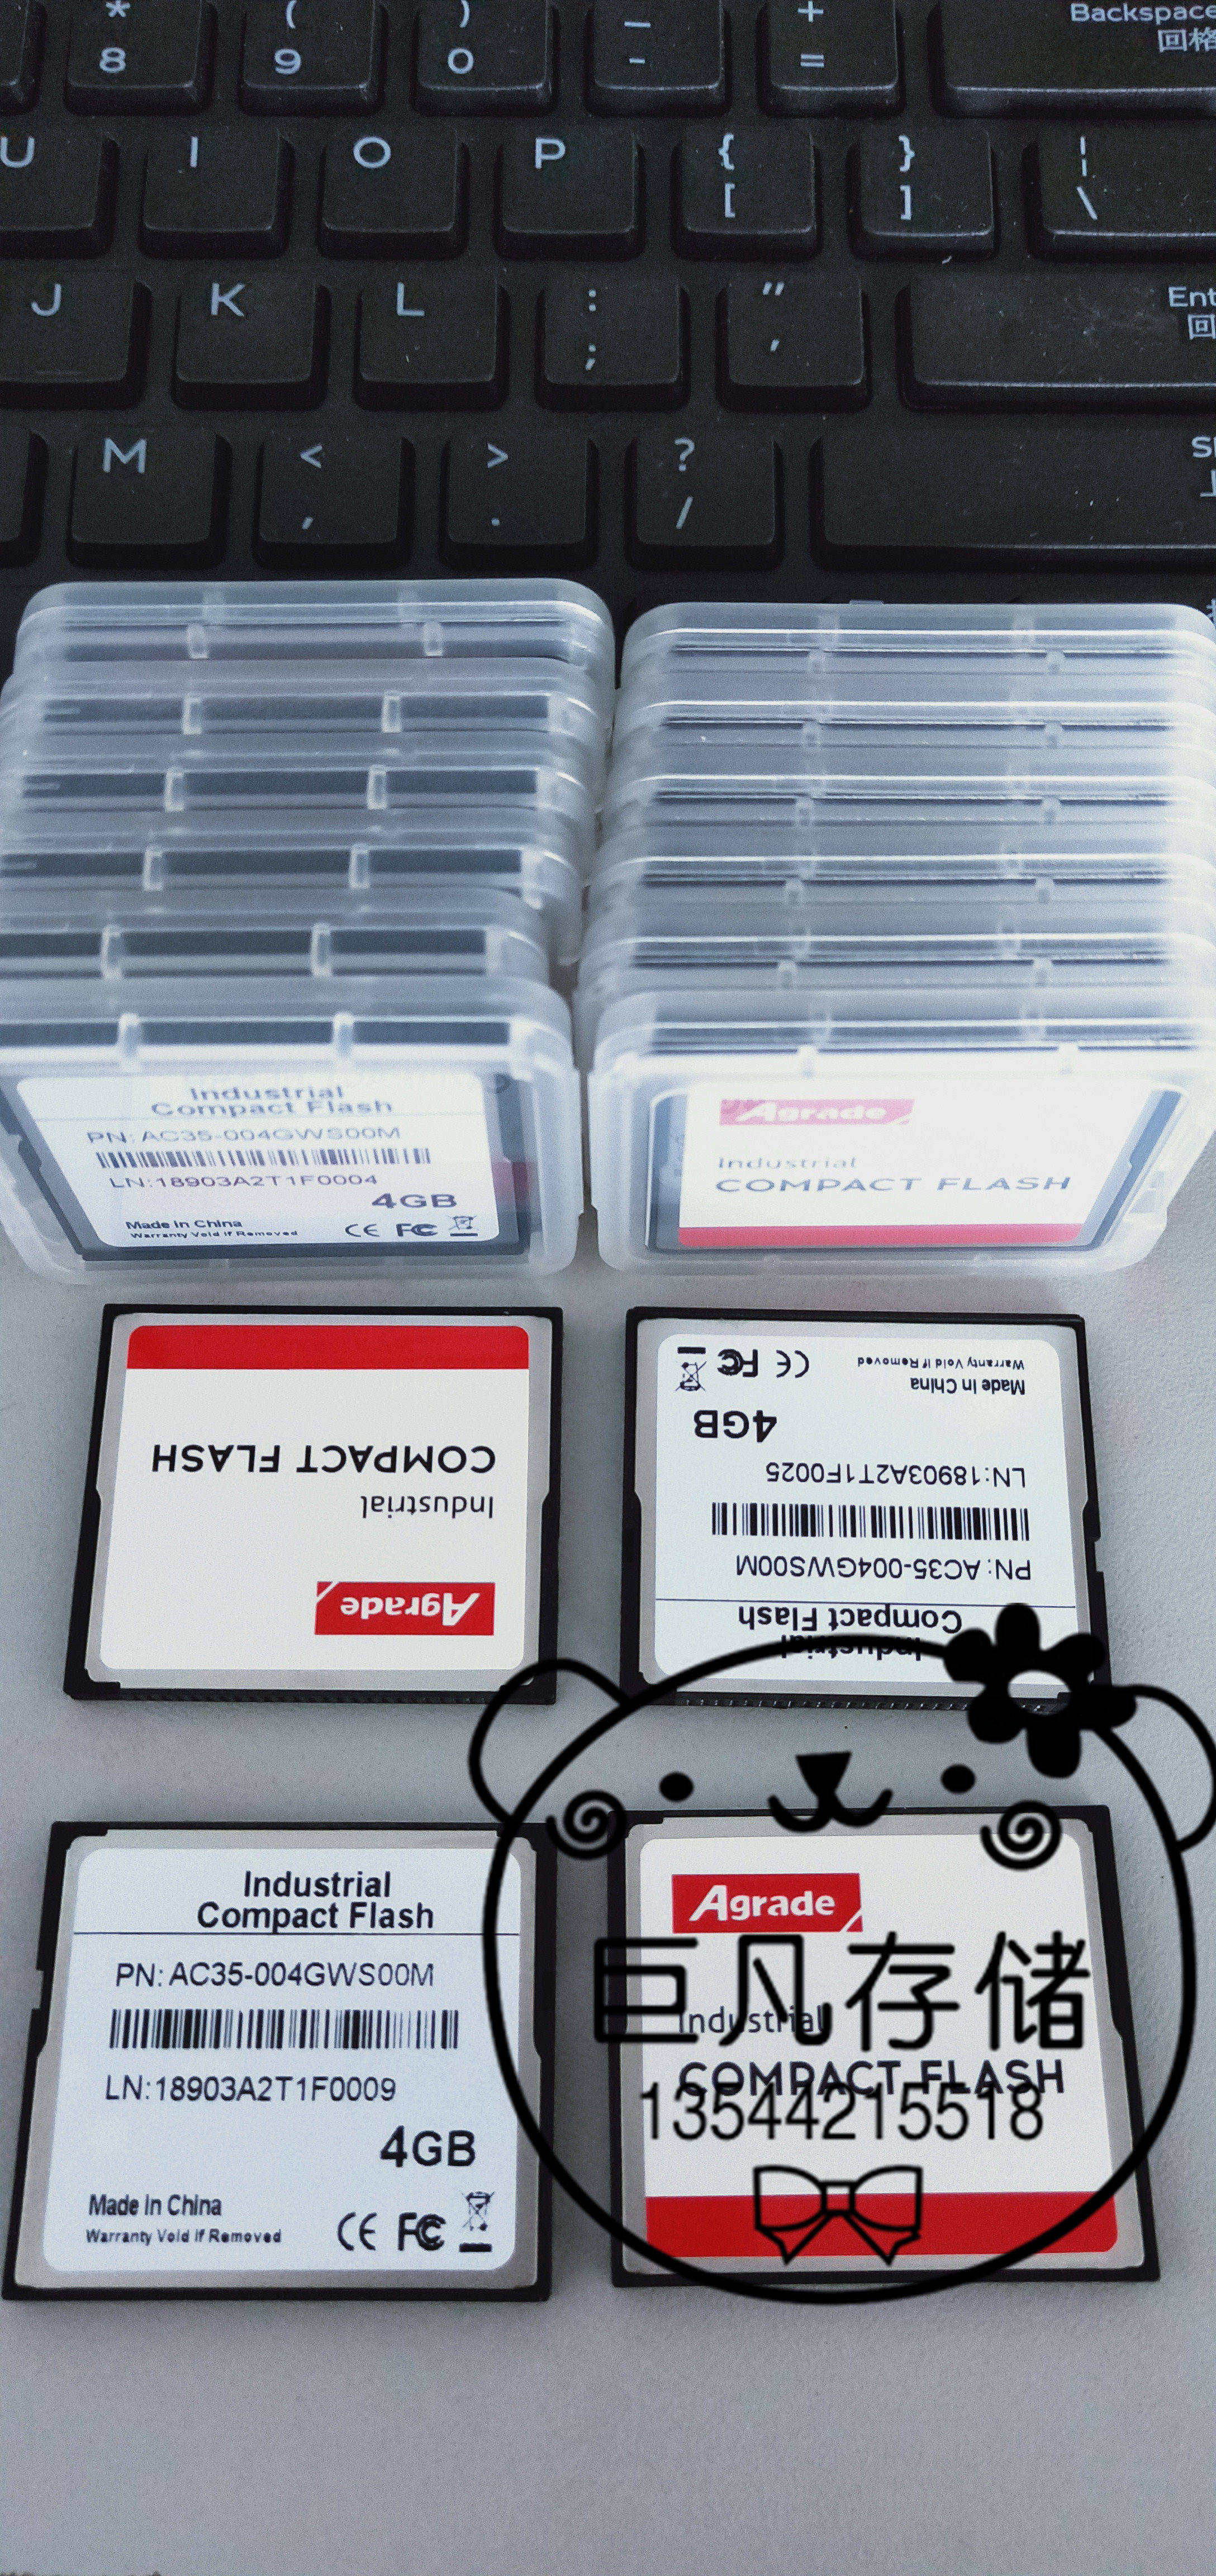 * ( ) _ + Backspace
8 9 0 - = 回格
U I O P { } ¦
[ ] \
J K L : " Ent
; ' 回
M < > ?
, . /
Industrial
Compact Flash
PN: AC35-004GWS00M
LN:18903A2T1F0004
4GB
Made in China
Warranty Void If Removed
CE FC
Agrade
Industrial
COMPACT FLASH
Agrade
Industrial
COMPACT FLASH
Industrial
Compact Flash
PN: AC35-004GWS00M
LN:18903A2T1F0025
4GB
Made In China
Warranty Void If Removed
CE FC
Industrial
Compact Flash
PN: AC35-004GWS00M
LN:18903A2T1F0009
4GB
Made In China
Warranty Void If Removed
CE FC
Agrade
巨凡存储
Industrial
COMPACT FLASH
13544215518